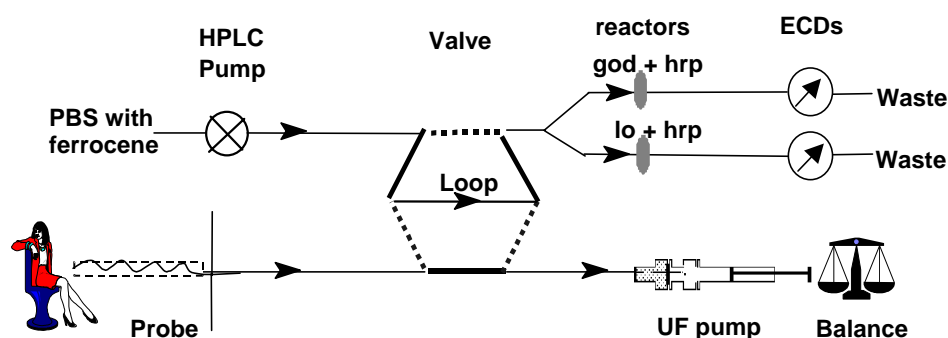 HPLC
Pump
Valve
reactors
ECDs
god + hrp
Waste
PBS with
ferrocene
lo + hrp
Waste
Loop
Probe
UF pump
Balance